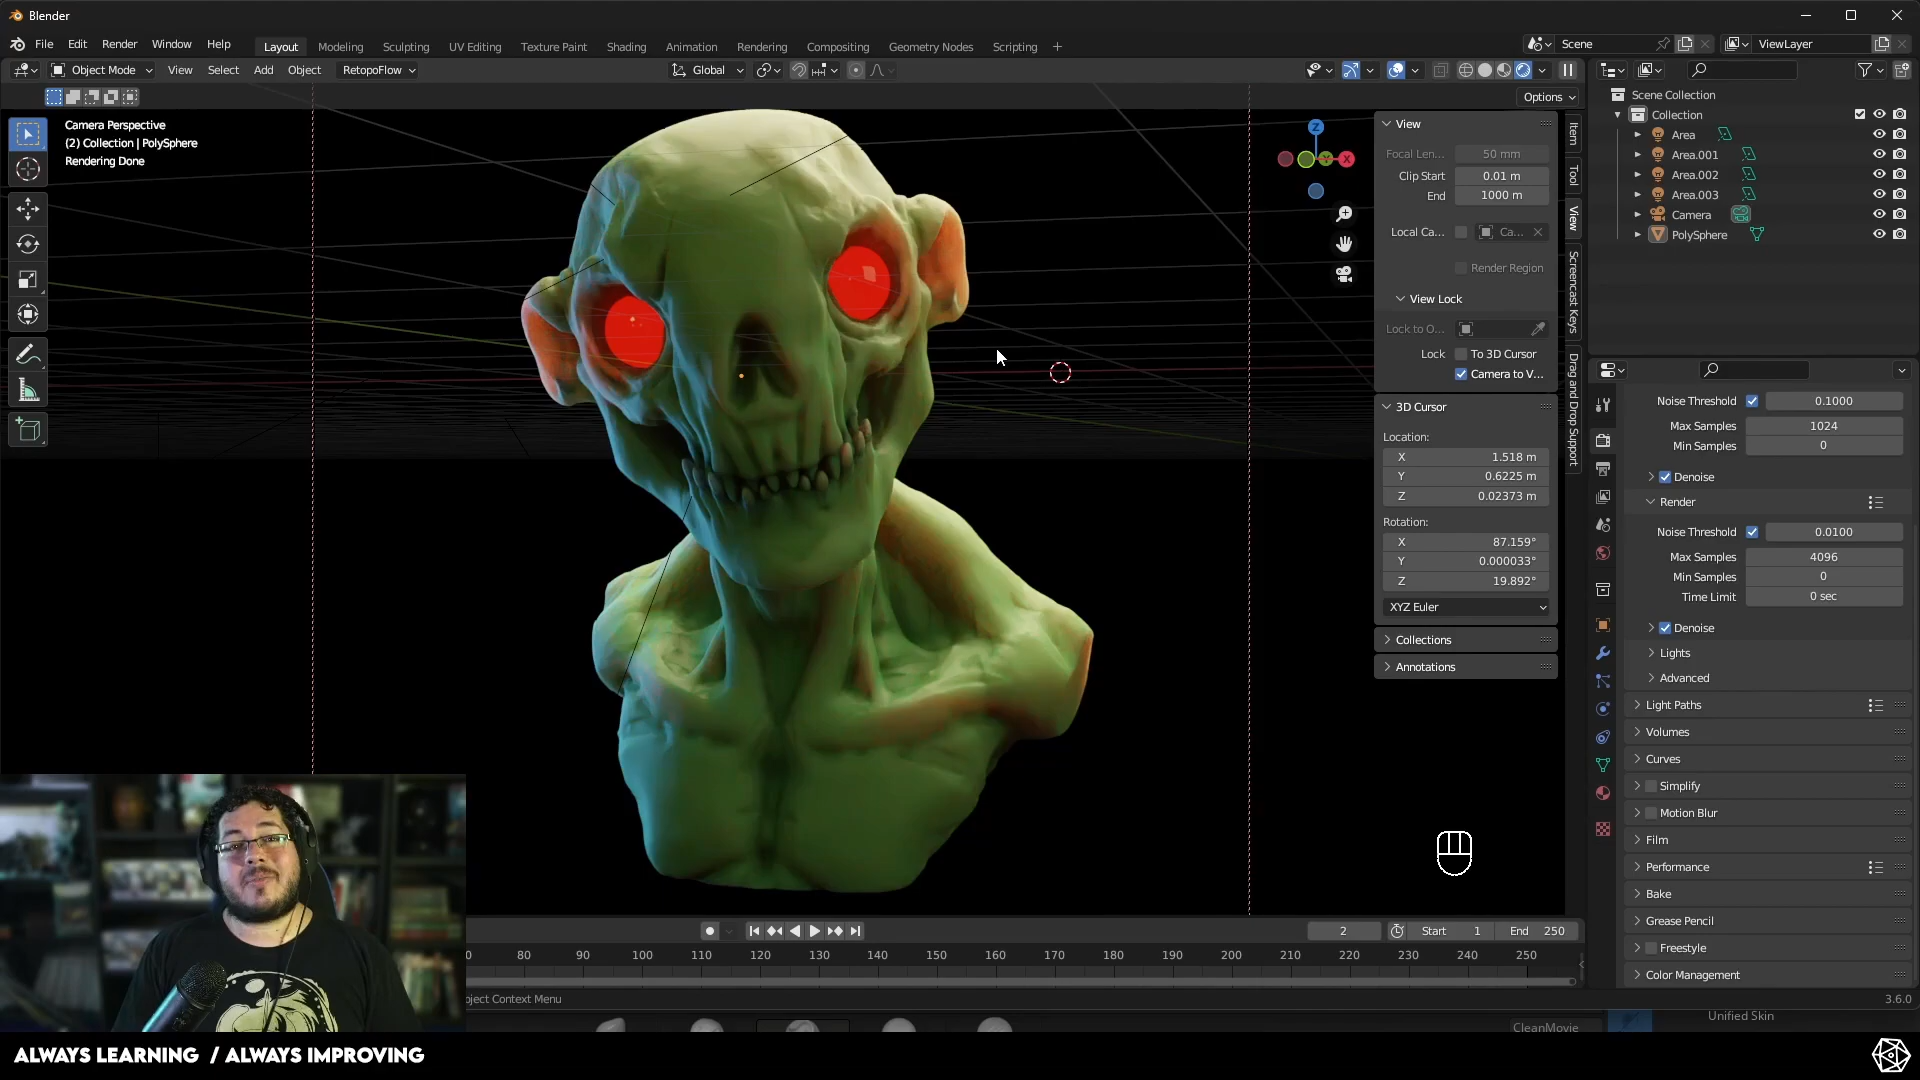 Blender
File Edit Render Window Help Layout Modeling Sculpting UV Editing Texture Paint Shading Animation Rendering Compositing Geometry Nodes Scripting + Scene ViewLayer
Object Mode View Select Add Object RetopoFlow Global
Options
Camera Perspective
(2) Collection | PolySphere
Rendering Done
Z
X
View
Focal Len... 50 mm
Clip Start 0.01 m
End 1000 m
Local Ca... Ca...
Render Region
View Lock
Lock to O...
Lock To 3D Cursor
Camera to V...
3D Cursor
Location:
X 1.518 m
Y 0.6225 m
Z 0.02373 m
Rotation:
X 87.159°
Y 0.000033°
Z 19.892°
XYZ Euler
Collections
Annotations
Item
Tool
View
Screencast Keys
Drag and Drop Support
Scene Collection
Collection
Area
Area.001
Area.002
Area.003
Camera
PolySphere
Noise Threshold 0.1000
Max Samples 1024
Min Samples 0
Denoise
Render
Noise Threshold 0.0100
Max Samples 4096
Min Samples 0
Time Limit 0 sec
Denoise
Lights
Advanced
Light Paths
Volumes
Curves
Simplify
Motion Blur
Film
Performance
Bake
Grease Pencil
Freestyle
Color Management
2 Start 1 End 250
0 80 90 100 110 120 130 140 150 160 170 180 190 200 210 220 230 240 250
ject Context Menu
3.6.0
CleanMovie
Unified Skin
ALWAYS LEARNING / ALWAYS IMPROVING